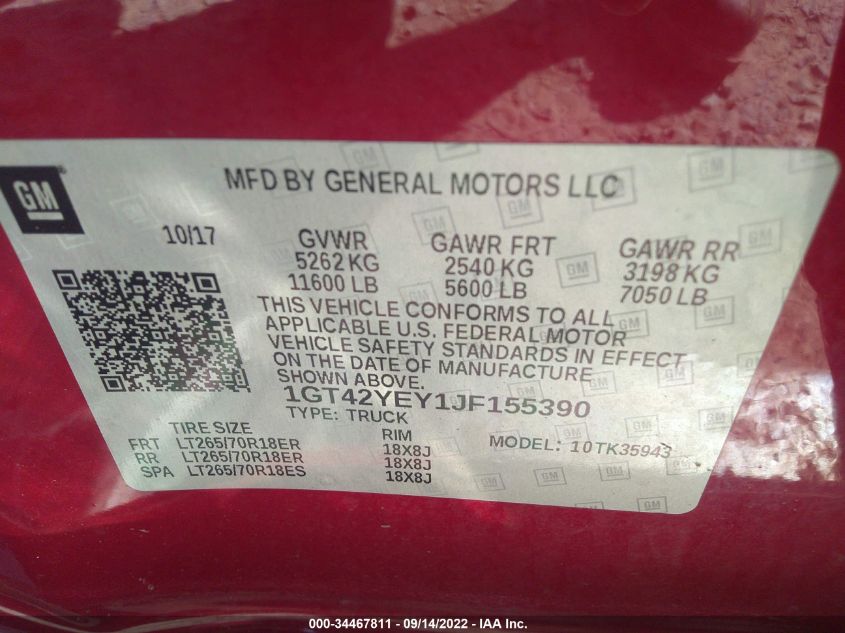 GM
MFD BY GENERAL MOTORS LLC
10/17
GVWR GAWR FRT GAWR RR
5262 KG 2540 KG 3198 KG
11600 LB 5600 LB 7050 LB
THIS VEHICLE CONFORMS TO ALL
APPLICABLE U.S. FEDERAL MOTOR
VEHICLE SAFETY STANDARDS IN EFFECT
ON THE DATE OF MANUFACTURE
SHOWN ABOVE.
1GT42YEY1JF155390
TYPE: TRUCK
TIRE SIZE RIM MODEL: 10TK35943
FRT LT265/70R18ER 18X8J
RR LT265/70R18ER 18X8J
SPA LT265/70R18ES 18X8J
000-34467811 - 09/14/2022 - IAA Inc.